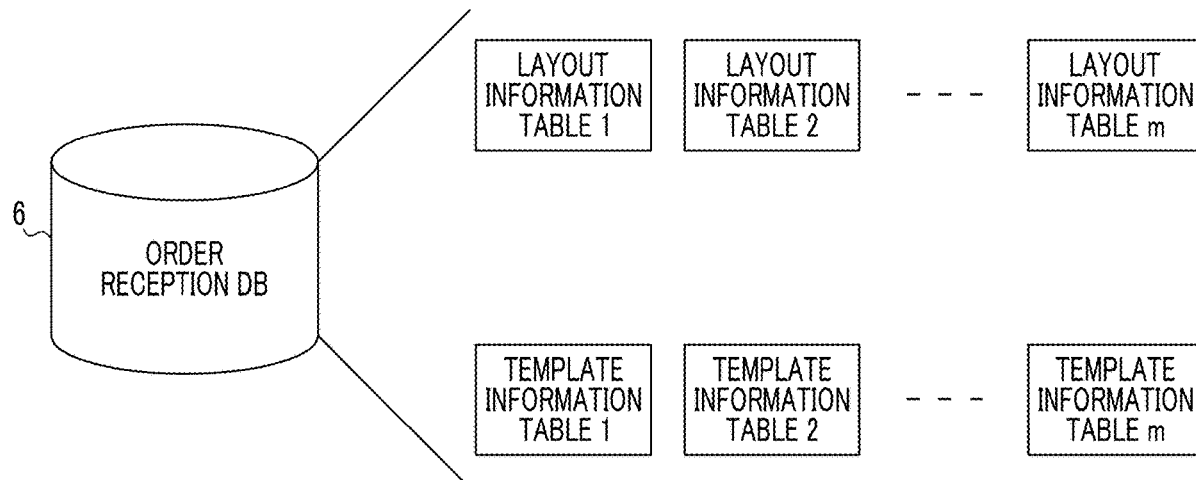 LAYOUT
INFORMATION
TABLE 1
LAYOUT
INFORMATION
TABLE 2
- - -
LAYOUT
INFORMATION
TABLE m
6
ORDER
RECEPTION DB
TEMPLATE
INFORMATION
TABLE 1
TEMPLATE
INFORMATION
TABLE 2
- - -
TEMPLATE
INFORMATION
TABLE m